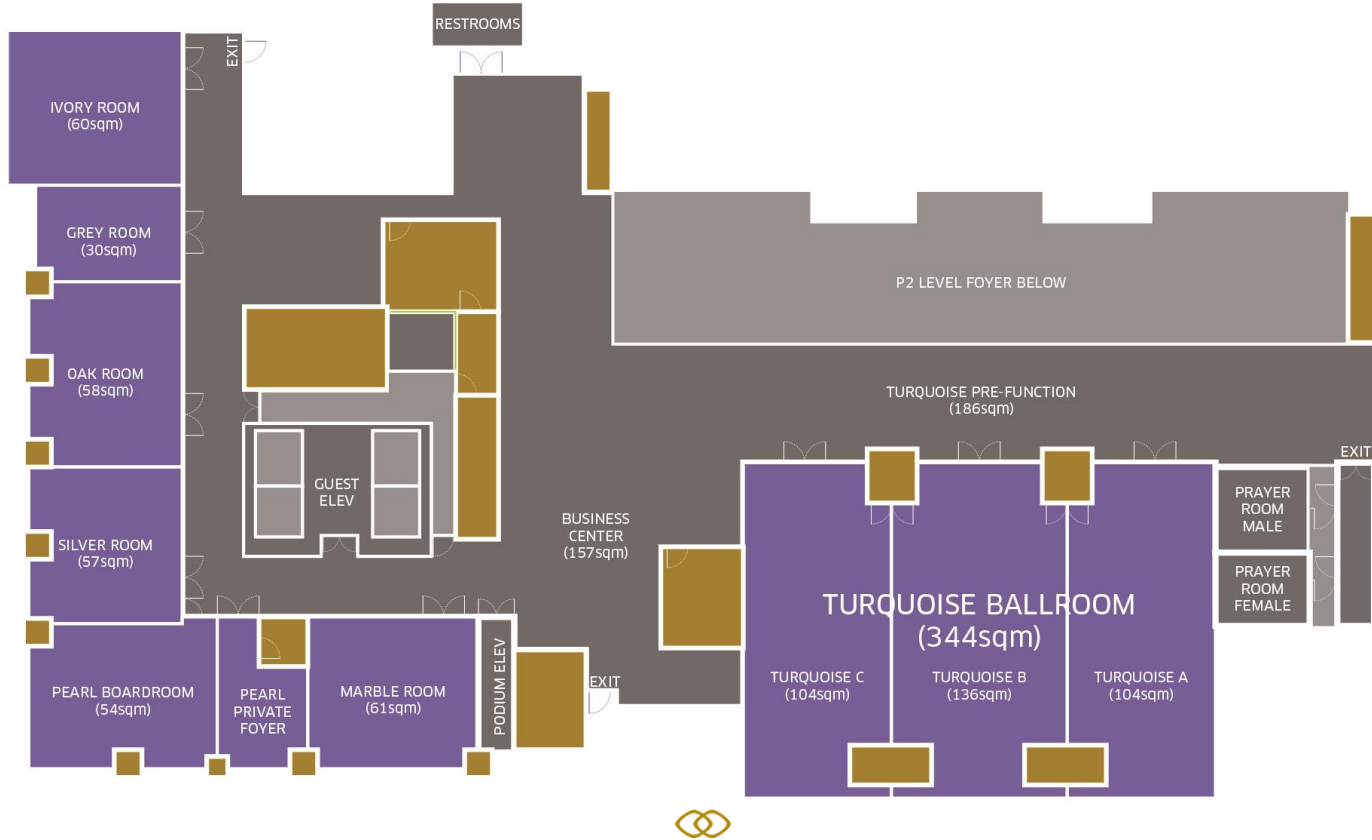 RESTROOMS
EXIT
IVORY ROOM
(60sqm)
GREY ROOM
(30sqm)
P2 LEVEL FOYER BELOW
OAK ROOM
(58sqm)
TURQUOISE PRE-FUNCTION
(186sqm)
EXIT
GUEST
ELEV
PRAYER
ROOM
MALE
BUSINESS
CENTER
(157sqm)
SILVER ROOM
(57sqm)
PRAYER
ROOM
FEMALE
TURQUOISE BALLROOM
(344sqm)
PEARL BOARDROOM
(54sqm)
PEARL
PRIVATE
FOYER
MARBLE ROOM
(61sqm)
PODIUM ELEV
EXIT
TURQUOISE C
(104sqm)
TURQUOISE B
(136sqm)
TURQUOISE A
(104sqm)